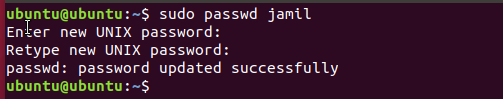 ubuntu@ubuntu:~$ sudo passwd jamil
Enter new UNIX password:
Retype new UNIX password:
passwd: password updated successfully
ubuntu@ubuntu:~$